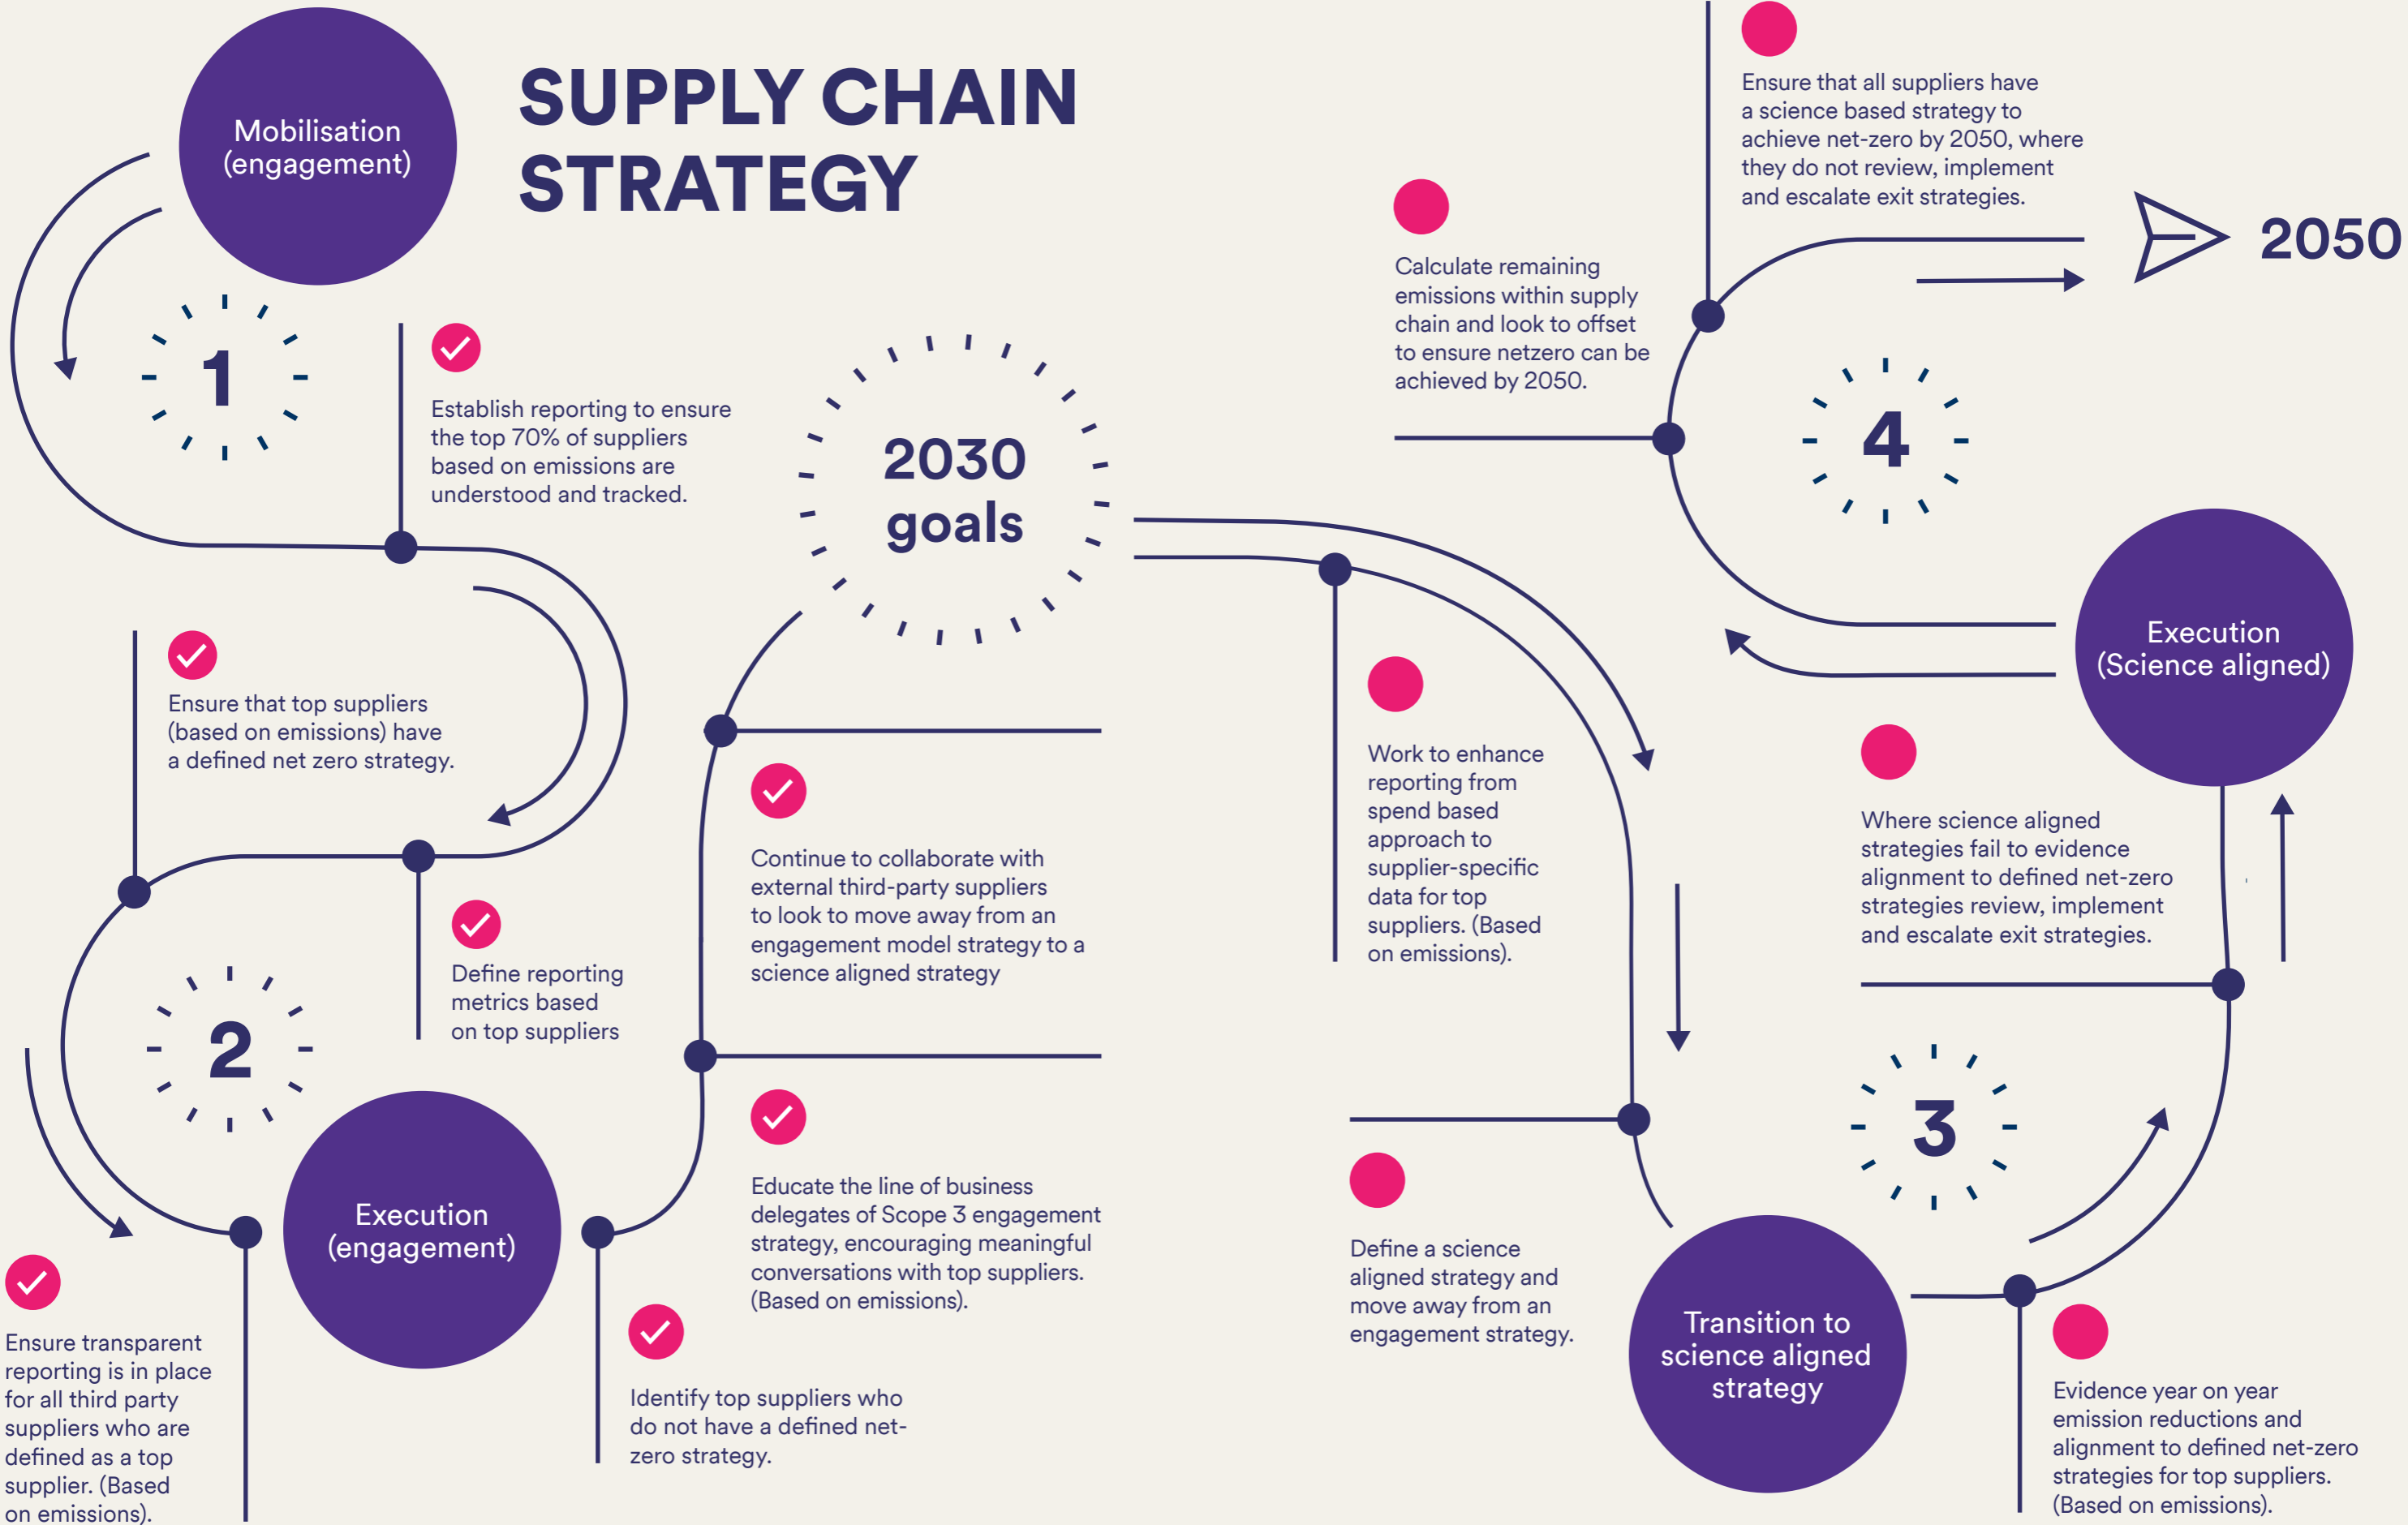 SUPPLY CHAIN
STRATEGY
Mobilisation
(engagement)
1
Establish reporting to ensure
the top 70% of suppliers
based on emissions are
understood and tracked.
Define reporting
metrics based
on top suppliers
Ensure that top suppliers
(based on emissions) have
a defined net zero strategy.
2
Ensure transparent
reporting is in place
for all third party
suppliers who are
defined as a top
supplier. (Based
on emissions).
Execution
(engagement)
Identify top suppliers who
do not have a defined net-
zero strategy.
Educate the line of business
delegates of Scope 3 engagement
strategy, encouraging meaningful
conversations with top suppliers.
(Based on emissions).
Continue to collaborate with
external third-party suppliers
to look to move away from an
engagement model strategy to a
science aligned strategy
2030
goals
Work to enhance
reporting from
spend based
approach to
supplier-specific
data for top
suppliers. (Based
on emissions).
Define a science
aligned strategy and
move away from an
engagement strategy.
Transition to
science aligned
strategy
3
Evidence year on year
emission reductions and
alignment to defined net-zero
strategies for top suppliers.
(Based on emissions).
Where science aligned
strategies fail to evidence
alignment to defined net-zero
strategies review, implement
and escalate exit strategies.
Execution
(Science aligned)
4
Calculate remaining
emissions within supply
chain and look to offset
to ensure netzero can be
achieved by 2050.
Ensure that all suppliers have
a science based strategy to
achieve net-zero by 2050, where
they do not review, implement
and escalate exit strategies.
2050